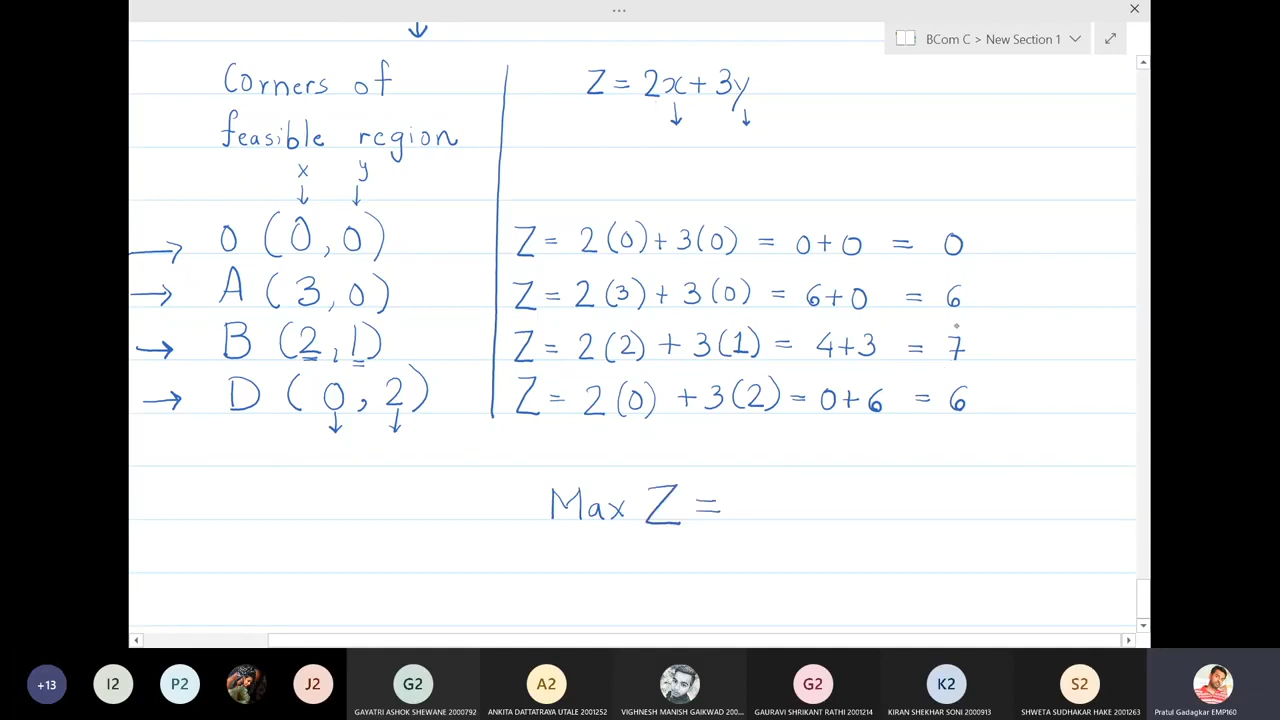 BCom C > New Section 1
Corners of
feasible region
x y
O (0, 0)
A (3, 0)
B (2, 1)
D (0, 2)
Z = 2x + 3y
Z = 2(0) + 3(0) = 0+0 = 0
Z = 2(3) + 3(0) = 6+0 = 6
Z = 2(2) + 3(1) = 4+3 = 7
Z = 2(0) + 3(2) = 0+6 = 6
Max Z =
+13
I2
P2
J2
G2
A2
G2
K2
S2
GAYATRI ASHOK SHEWANE 2000792
ANKITA DATTATRAYA UTALE 2001252
VIGHNESH MANISH GAIKWAD 200...
GAURAVI SHRIKANT RATHI 2001214
KIRAN SHEKHAR SONI 2000913
SHWETA SUDHAKAR HAKE 2001263
Pratul Gadagkar EMP160